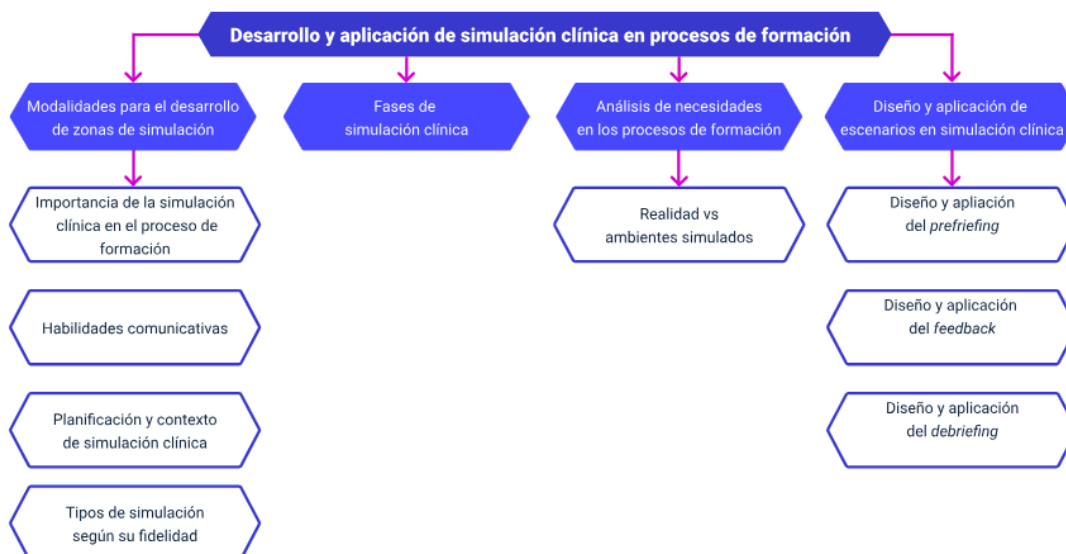 Desarrollo y aplicación de simulación clínica en procesos de formación
Modalidades para el desarrollo
de zonas de simulación
Fases de
simulación clínica
Análisis de necesidades
en los procesos de formación
Diseño y aplicación de
escenarios en simulación clínica
Importancia de la simulación
clínica en el proceso de
formación
Realidad vs
ambientes simulados
Diseño y apliación
del prefriefing
Habilidades comunicativas
Diseño y aplicación
del feedback
Planificación y contexto
de simulación clínica
Diseño y aplicación
del debriefing
Tipos de simulación
según su fidelidad